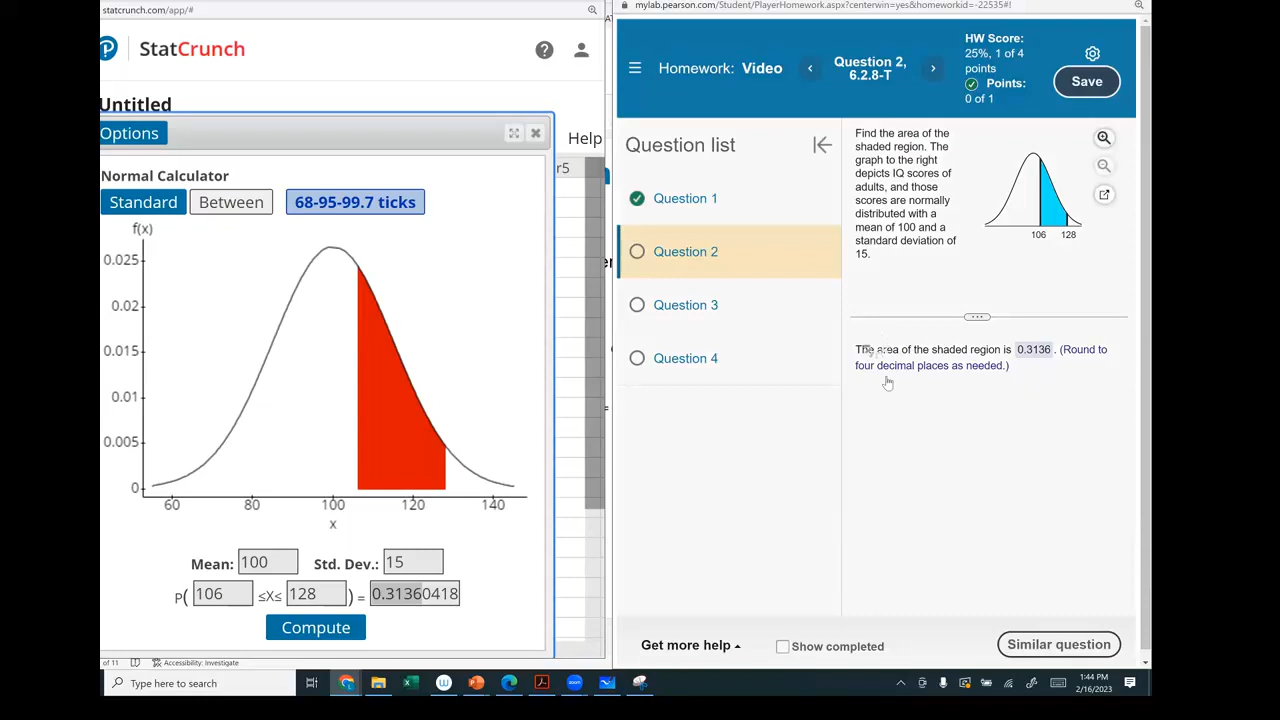 statcrunch.com/app/#
StatCrunch
Untitled
Options
Help
r5
Normal Calculator
Standard
Between
68-95-99.7 ticks
f(x)
0.025
0.02
0.015
0.01
0.005
0
60 80 100 120 140
x
Mean: 100 Std. Dev.: 15
P( 106 ≤X≤ 128 ) = 0.31360418
Compute
of 11 Accessibility: Investigate
mylab.pearson.com/Student/PlayerHomework.aspx?centerwin=yes&homeworkid=-22535#!
Homework: Video
Question 2,
6.2.8-T
HW Score:
25%, 1 of 4
points
Points:
0 of 1
Save
Question list
Question 1
Question 2
Question 3
Question 4
Find the area of the
shaded region. The
graph to the right
depicts IQ scores of
adults, and those
scores are normally
distributed with a
mean of 100 and a
standard deviation of
15.
106 128
The area of the shaded region is 0.3136 . (Round to
four decimal places as needed.)
Get more help
Show completed
Similar question
Type here to search
1:44 PM
2/16/2023